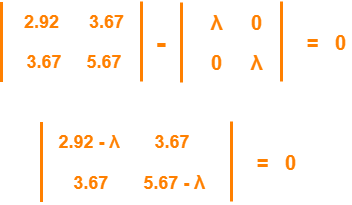 | 2.92 3.67 | - | λ 0 | = 0
| 3.67 5.67 | | 0 λ |
| 2.92 - λ 3.67 | = 0
| 3.67 5.67 - λ |